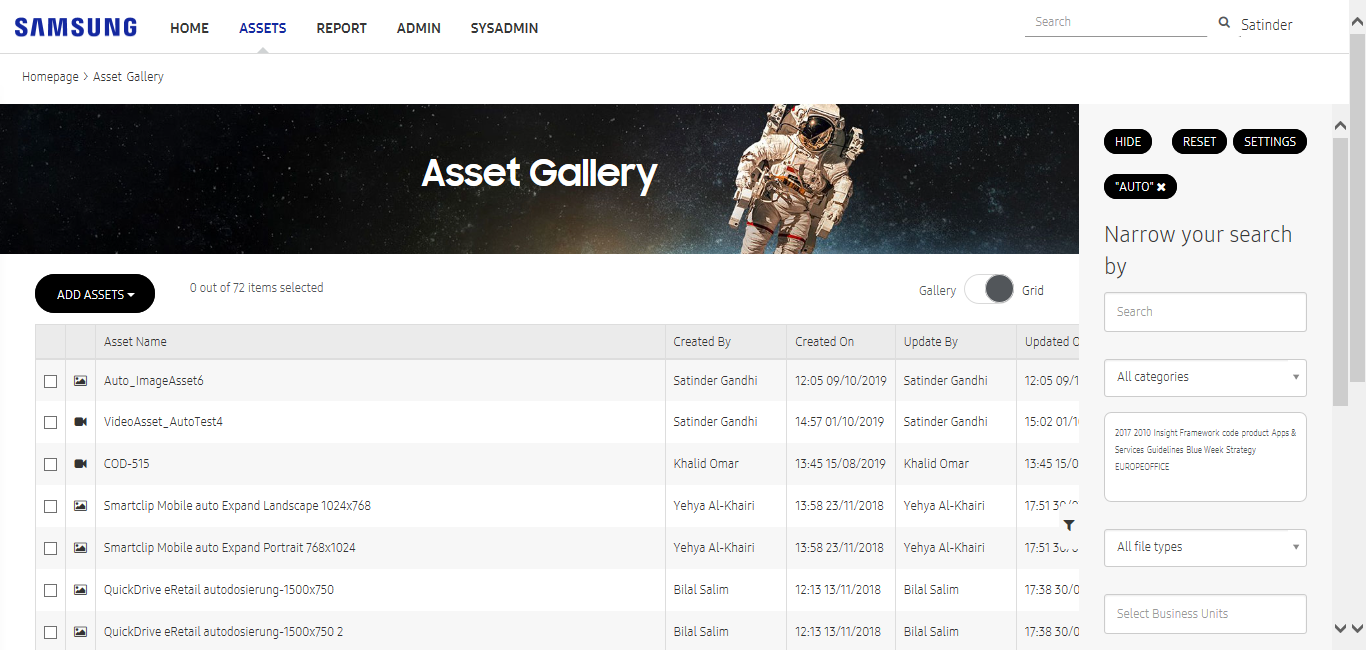 SAMSUNG HOME ASSETS REPORT ADMIN SYSADMIN Search Satinder
Homepage > Asset Gallery
Asset Gallery
ADD ASSETS 0 out of 72 items selected Gallery Grid
Asset Name Created By Created On Update By Updated
Auto_ImageAsset6 Satinder Gandhi 12:05 09/10/2019 Satinder Gandhi 12:05 09/1
VideoAsset_AutoTest4 Satinder Gandhi 14:57 01/10/2019 Satinder Gandhi 15:02 01/1
COD-515 Khalid Omar 13:45 15/08/2019 Khalid Omar 13:45 15/0
Smartclip Mobile auto Expand Landscape 1024x768 Yehya Al-Khairi 13:58 23/11/2018 Yehya Al-Khairi 17:51
Smartclip Mobile auto Expand Portrait 768x1024 Yehya Al-Khairi 13:58 23/11/2018 Yehya Al-Khairi 17:51
QuickDrive eRetail autodosierung-1500x750 Bilal Salim 12:13 13/11/2018 Bilal Salim 17:38 30/0
QuickDrive eRetail autodosierung-1500x750 2 Bilal Salim 12:13 13/11/2018 Bilal Salim 17:38 30/0
HIDE RESET SETTINGS
"AUTO" ✖
Narrow your search
by
Search
All categories
2017 2010 Insight Framework code product Apps &
Services Guidelines Blue Week Strategy
EUROPEOFFICE
All file types
Select Business Units